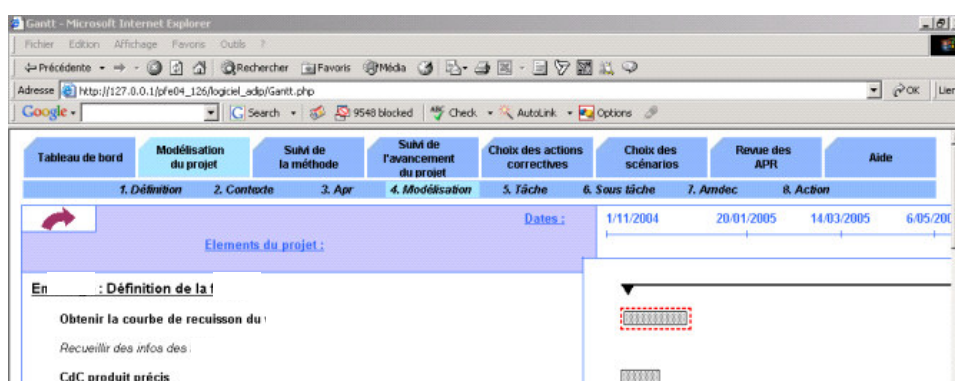 Gantt - Microsoft Internet Explorer
Fichier Edition Affichage Favoris Outils ?
Précédente Rechercher Favoris Média
Adresse http://127.0.0.1/pfe04_126/logiciel_adip/Gantt.php OK Lier
Google Search 9548 blocked Check AutoLink Options
Tableau de bord
Modélisation
du projet
Suivi de
la méthode
Suivi de
l'avancement
du projet
Choix des actions
correctives
Choix des
scénarios
Revue des
APR
Aide
1. Définition 2. Contexte 3. Apr 4. Modélisation 5. Tâche 6. Sous tâche 7. Amdec 8. Action
Dates : 1/11/2004 20/01/2005 14/03/2005 6/05/200
Elements du projet :
En : Définition de la
Obtenir la courbe de recuisson du
Recueillir des infos des
CdC produit précis